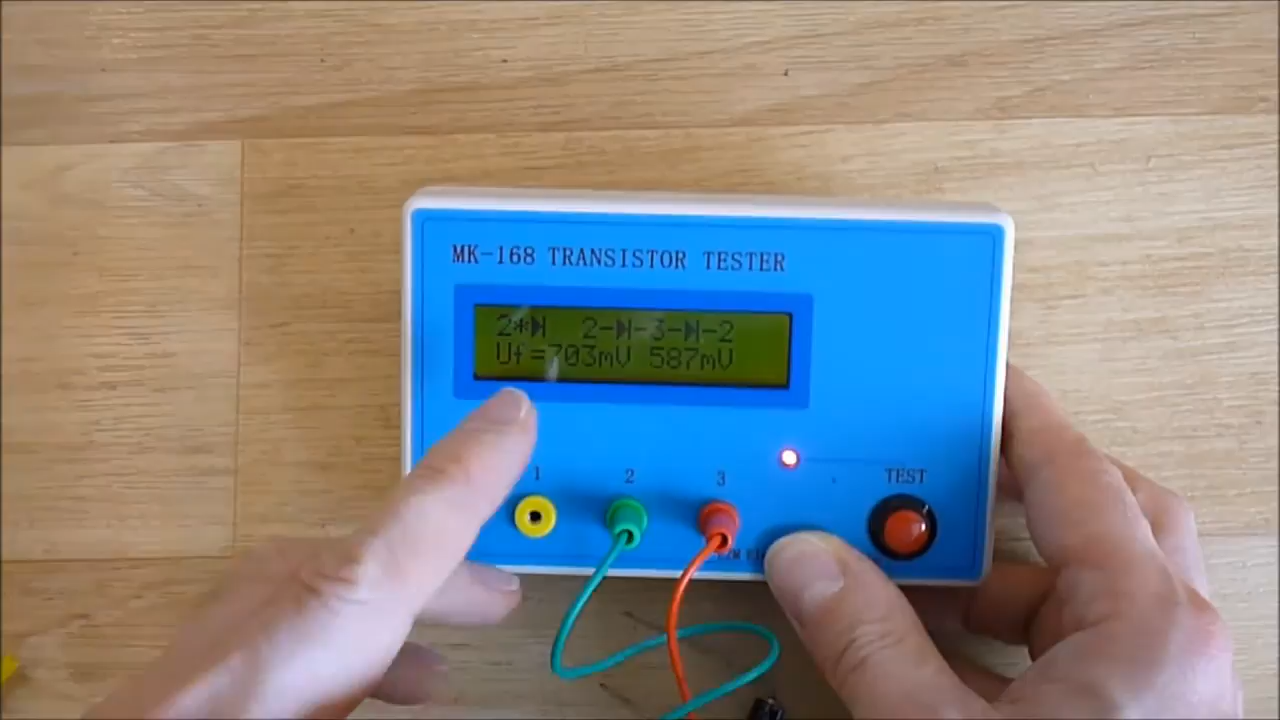 MK-168 TRANSISTOR TESTER
2*▶| 2-▶|-3-▶|-2
Uf=703mV 587mV
1 2 3 TEST